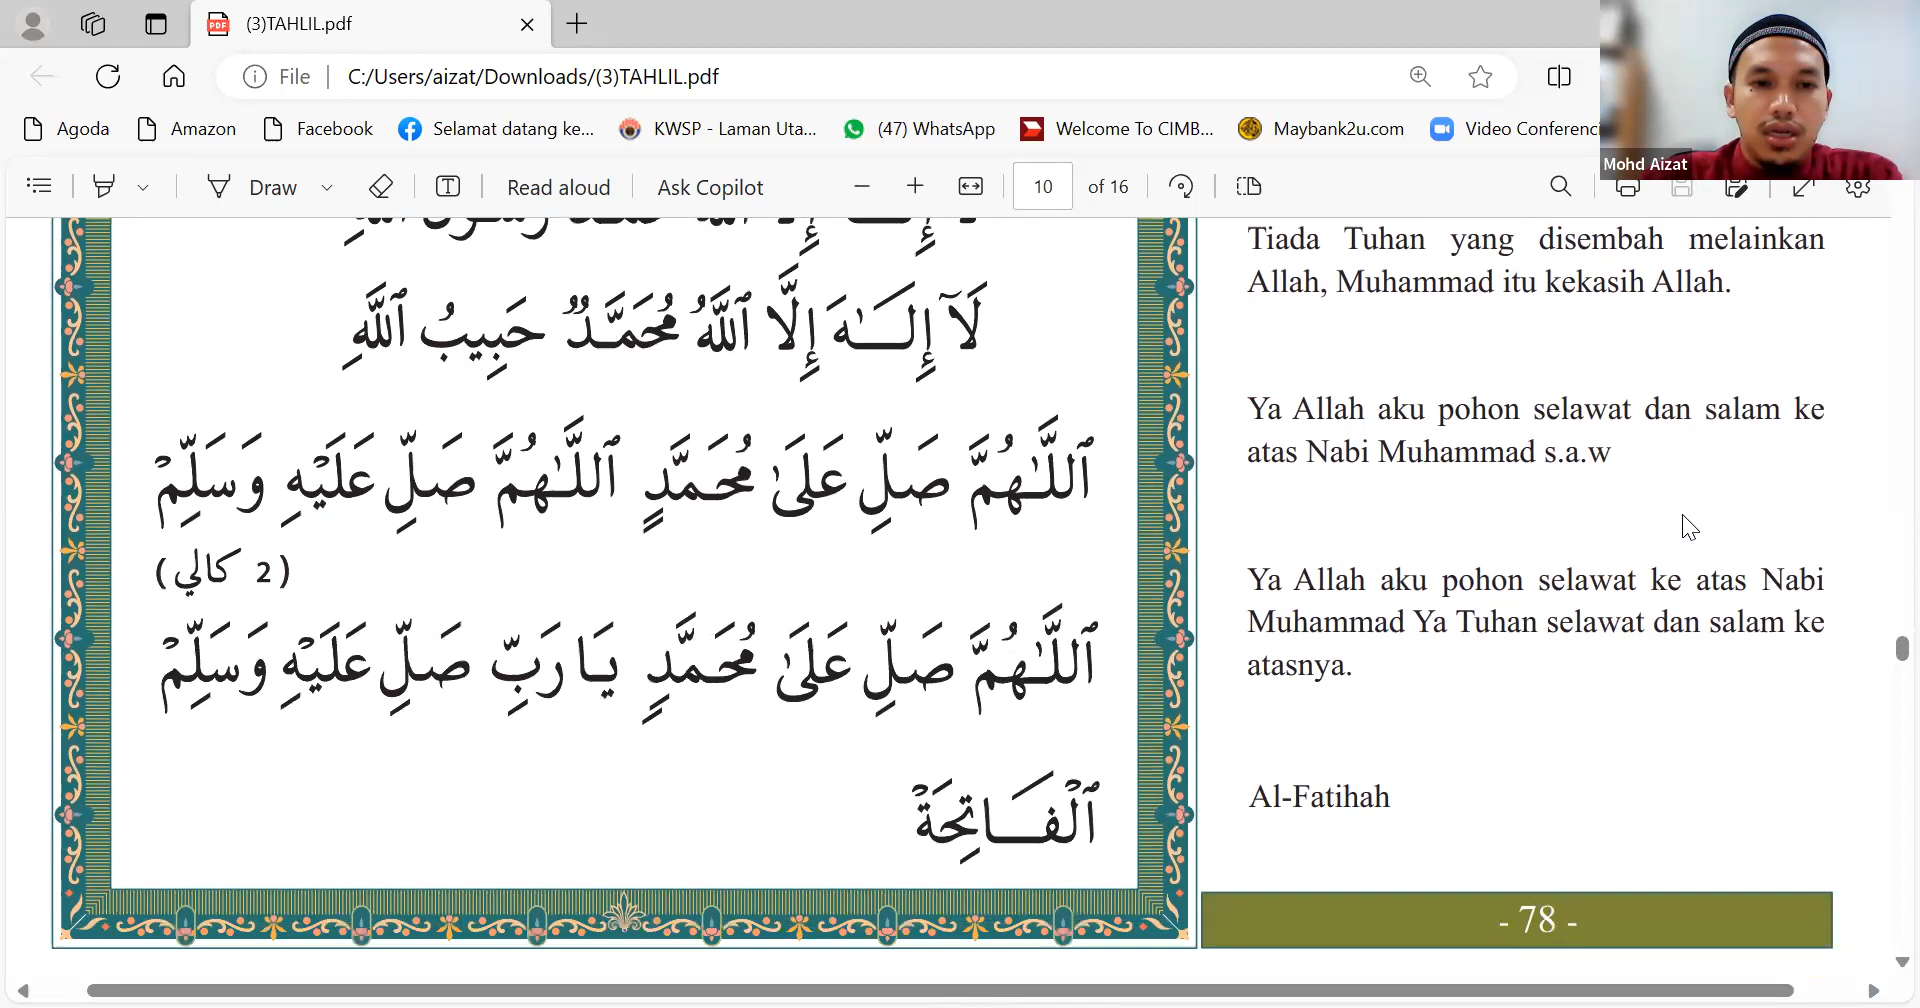 (3)TAHLIL.pdf
File
C:/Users/aizat/Downloads/(3)TAHLIL.pdf
Agoda
Amazon
Facebook
Selamat datang ke...
KWSP - Laman Uta...
(47) WhatsApp
Welcome To CIMB...
Maybank2u.com
Video Conferenci
Mohd Aizat
Draw
Read aloud
Ask Copilot
10 of 16
لَآ إِلَـٰهَ إِلَّا ٱللَّهُ مُحَمَّدٌ حَبِيبُ ٱللَّهِ
ٱللَّـٰهُمَّ صَلِّ عَلَىٰ مُحَمَّدٍ ٱللَّـٰهُمَّ صَلِّ عَلَيْهِ وَسَلِّمْ
(2 كالي)
ٱللَّـٰهُمَّ صَلِّ عَلَىٰ مُحَمَّدٍ يَا رَبِّ صَلِّ عَلَيْهِ وَسَلِّمْ
ٱلْفَـاتِحَةْ
Tiada Tuhan yang disembah melainkan
Allah, Muhammad itu kekasih Allah.
Ya Allah aku pohon selawat dan salam ke
atas Nabi Muhammad s.a.w
Ya Allah aku pohon selawat ke atas Nabi
Muhammad Ya Tuhan selawat dan salam ke
atasnya.
Al-Fatihah
- 78 -